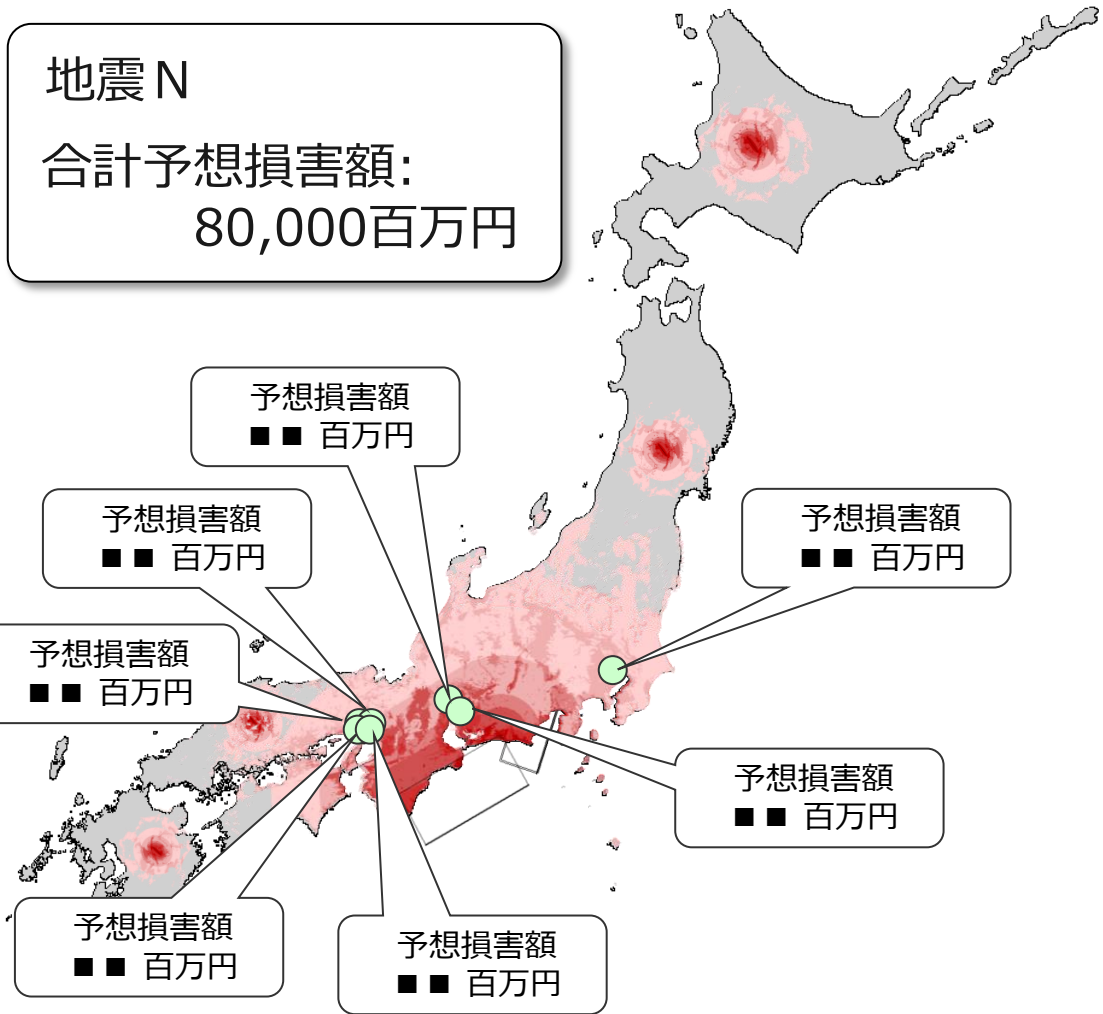 地震N
合計予想損害額:
80,000百万円
予想損害額
■ ■ 百万円
予想損害額
■ ■ 百万円
予想損害額
■ ■ 百万円
予想損害額
■ ■ 百万円
予想損害額
■ ■ 百万円
予想損害額
■ ■ 百万円
予想損害額
■ ■ 百万円